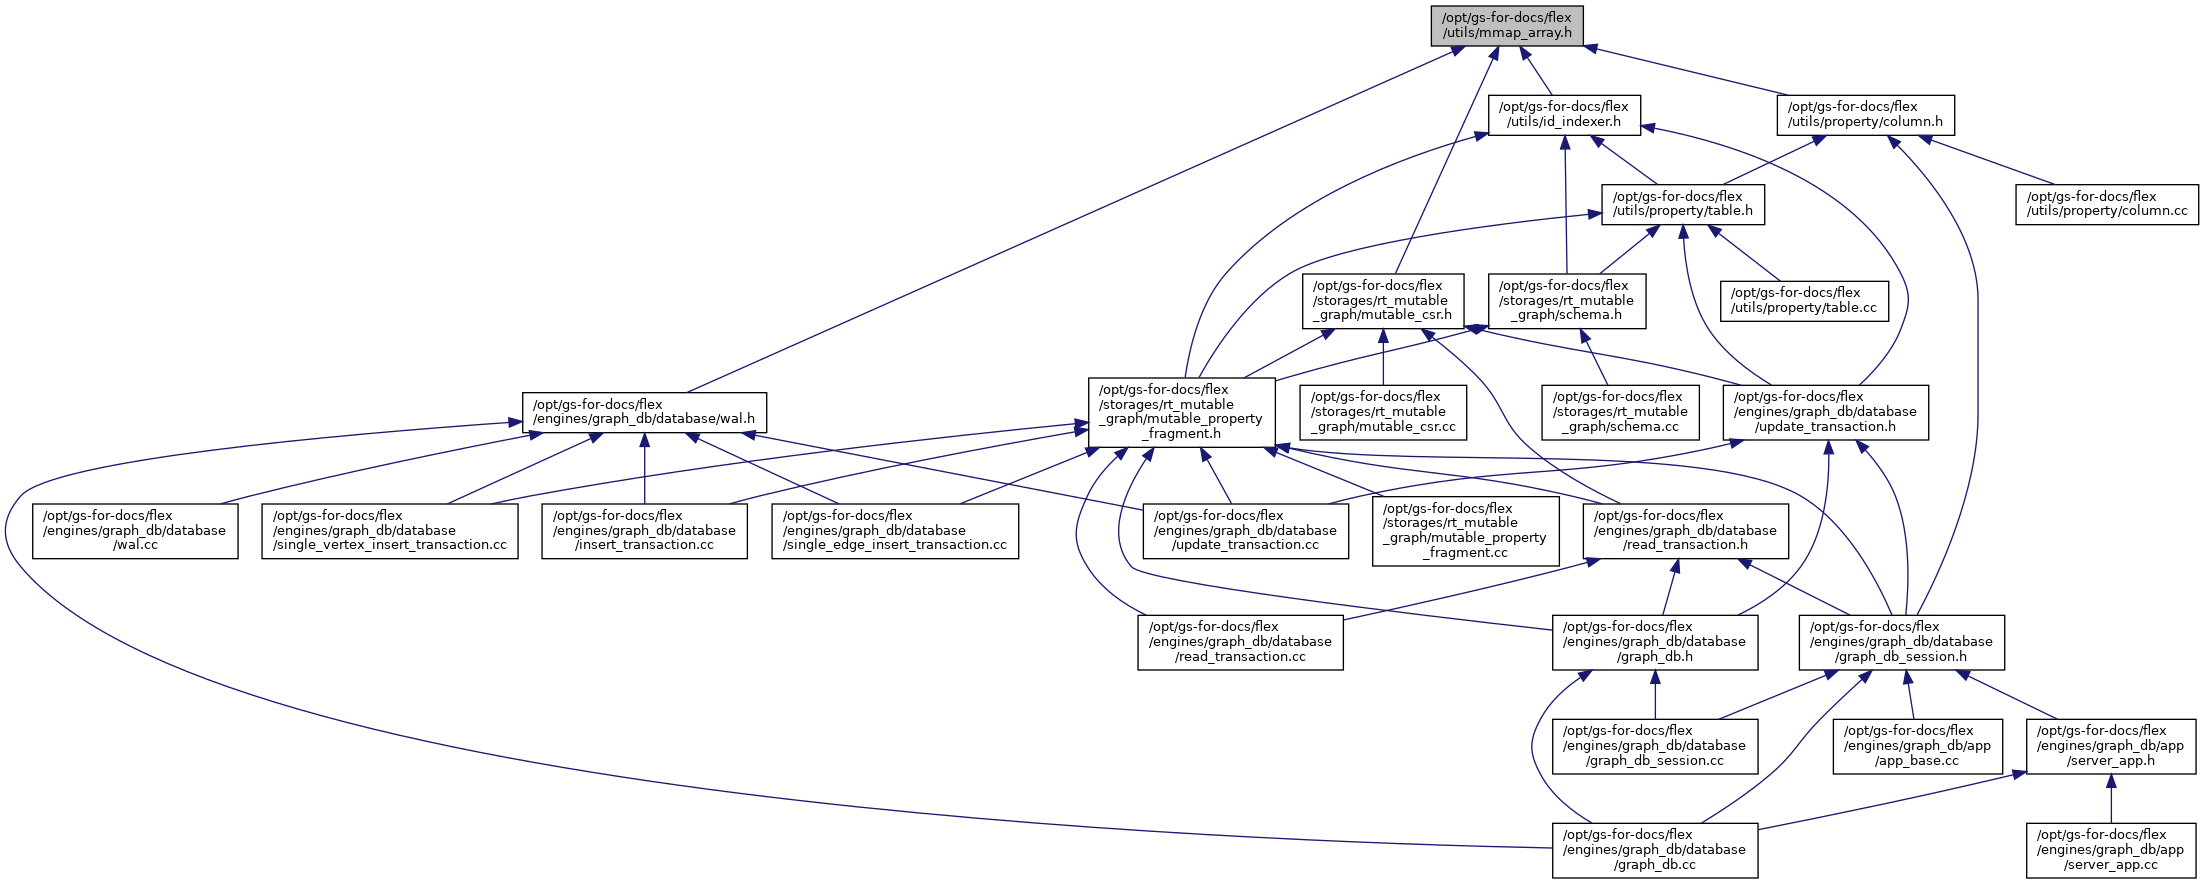 /opt/gs-for-docs/flex
/utils/mmap_array.h
/opt/gs-for-docs/flex
/utils/id_indexer.h
/opt/gs-for-docs/flex
/utils/property/column.h
/opt/gs-for-docs/flex
/utils/property/table.h
/opt/gs-for-docs/flex
/utils/property/column.cc
/opt/gs-for-docs/flex
/storages/rt_mutable
_graph/mutable_csr.h
/opt/gs-for-docs/flex
/storages/rt_mutable
_graph/schema.h
/opt/gs-for-docs/flex
/utils/property/table.cc
/opt/gs-for-docs/flex
/engines/graph_db/database/wal.h
/opt/gs-for-docs/flex
/storages/rt_mutable
_graph/mutable_property
_fragment.h
/opt/gs-for-docs/flex
/storages/rt_mutable
_graph/mutable_csr.cc
/opt/gs-for-docs/flex
/storages/rt_mutable
_graph/schema.cc
/opt/gs-for-docs/flex
/engines/graph_db/database
/update_transaction.h
/opt/gs-for-docs/flex
/engines/graph_db/database
/wal.cc
/opt/gs-for-docs/flex
/engines/graph_db/database
/single_vertex_insert_transaction.cc
/opt/gs-for-docs/flex
/engines/graph_db/database
/insert_transaction.cc
/opt/gs-for-docs/flex
/engines/graph_db/database
/single_edge_insert_transaction.cc
/opt/gs-for-docs/flex
/engines/graph_db/database
/update_transaction.cc
/opt/gs-for-docs/flex
/storages/rt_mutable
_graph/mutable_property
_fragment.cc
/opt/gs-for-docs/flex
/engines/graph_db/database
/read_transaction.h
/opt/gs-for-docs/flex
/engines/graph_db/database
/read_transaction.cc
/opt/gs-for-docs/flex
/engines/graph_db/database
/graph_db.h
/opt/gs-for-docs/flex
/engines/graph_db/database
/graph_db_session.h
/opt/gs-for-docs/flex
/engines/graph_db/database
/graph_db_session.cc
/opt/gs-for-docs/flex
/engines/graph_db/app
/app_base.cc
/opt/gs-for-docs/flex
/engines/graph_db/app
/server_app.h
/opt/gs-for-docs/flex
/engines/graph_db/database
/graph_db.cc
/opt/gs-for-docs/flex
/engines/graph_db/app
/server_app.cc